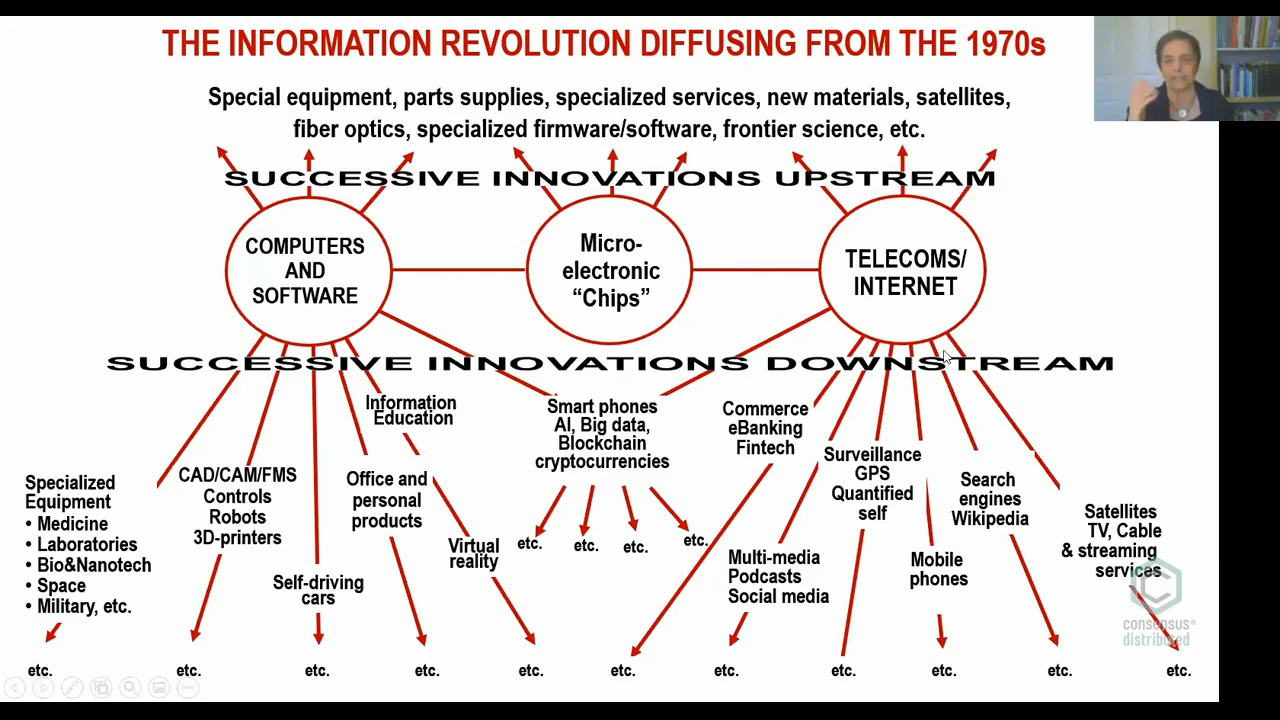 THE INFORMATION REVOLUTION DIFFUSING FROM THE 1970s
Special equipment, parts supplies, specialized services, new materials, satellites,
fiber optics, specialized firmware/software, frontier science, etc.
SUCCESSIVE INNOVATIONS UPSTREAM
COMPUTERS
AND
SOFTWARE
Micro-
electronic
“Chips”
TELECOMS/
INTERNET
SUCCESSIVE INNOVATIONS DOWNSTREAM
Specialized
Equipment
• Medicine
• Laboratories
• Bio&Nanotech
• Space
• Military, etc.
CAD/CAM/FMS
Controls
Robots
3D-printers
Self-driving
cars
Information
Education
Office and
personal
products
Virtual
reality
Smart phones
AI, Big data,
Blockchain
cryptocurrencies
etc.
etc.
etc.
etc.
Commerce
eBanking
Fintech
Multi-media
Podcasts
Social media
Surveillance
GPS
Quantified
self
Mobile
phones
Search
engines
Wikipedia
Satellites
TV, Cable
& streaming
services
consensus®
distributed
etc.
etc.
etc.
etc.
etc.
etc.
etc.
etc.
etc.
etc.
etc.